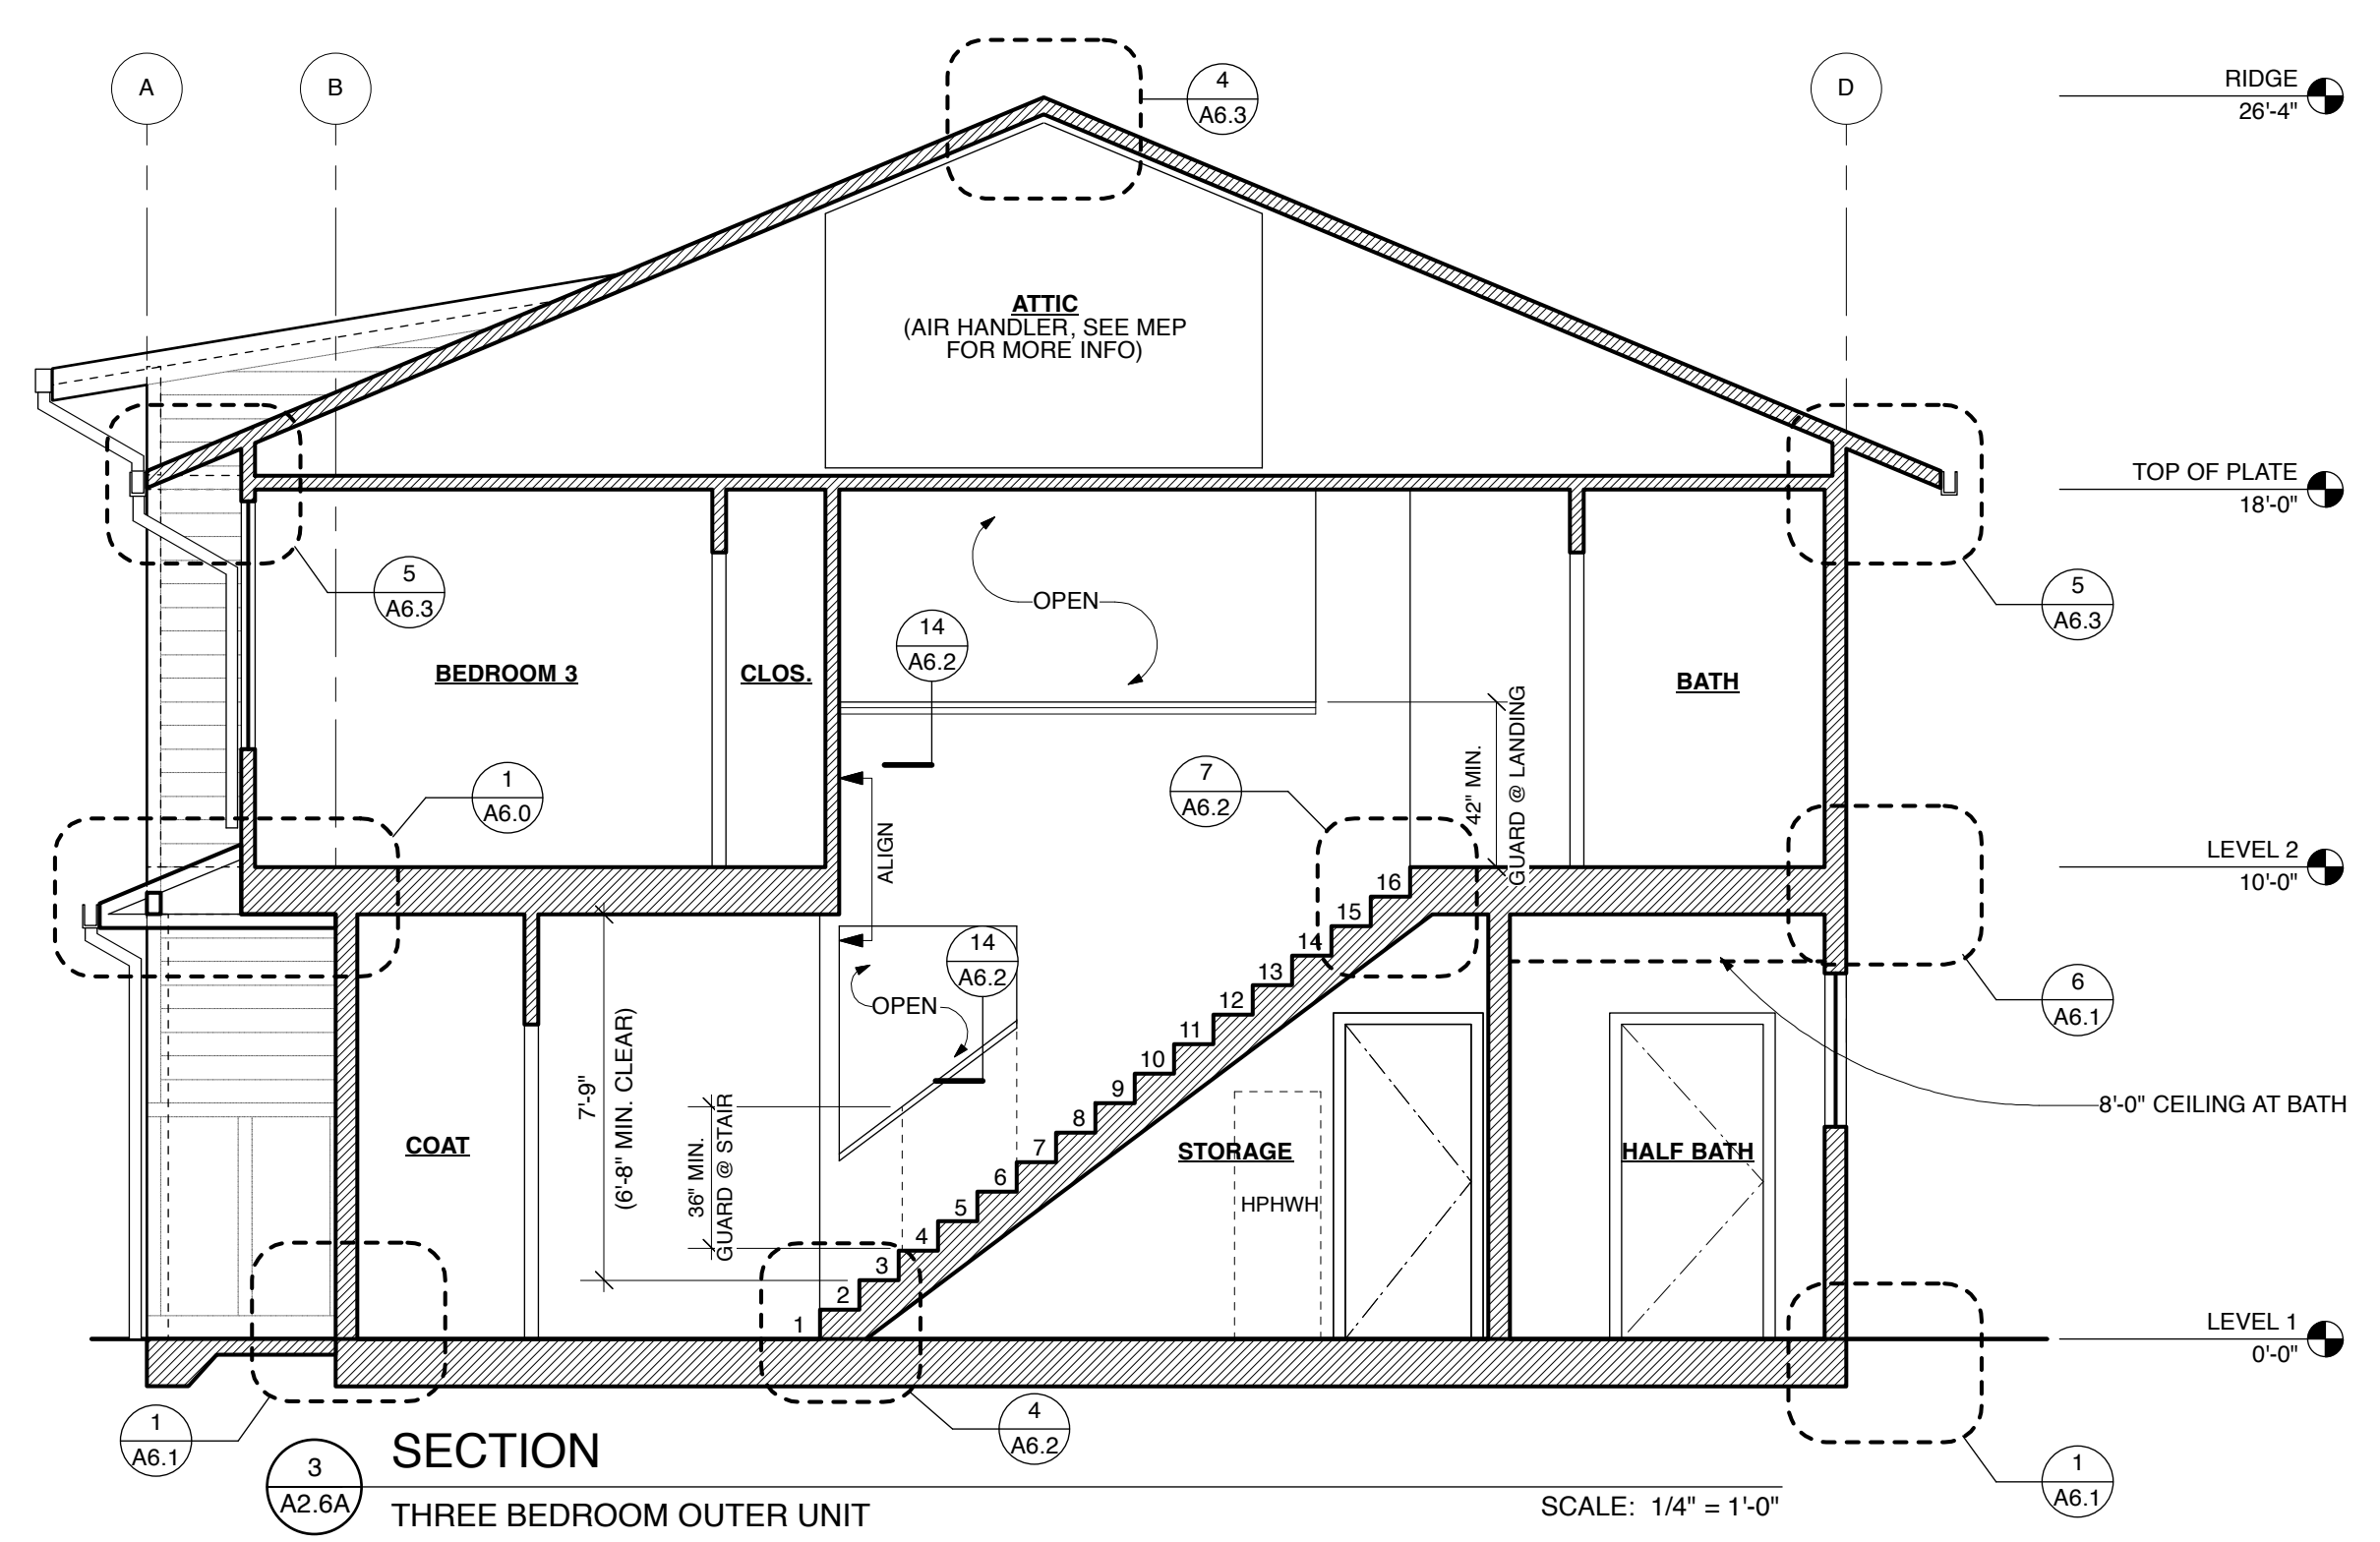 A
B
4
A6.3
D
RIDGE
26'-4"
ATTIC
(AIR HANDLER, SEE MEP
FOR MORE INFO)
TOP OF PLATE
18'-0"
5
A6.3
OPEN
14
A6.2
5
A6.3
BEDROOM 3
CLOS.
BATH
42" MIN.
GUARD @ LANDING
1
A6.0
7
A6.2
ALIGN
LEVEL 2
10'-0"
16
15
14
13
12
11
10
9
8
7
6
5
4
3
2
1
14
A6.2
OPEN
6
A6.1
7'-9"
(6'-8" MIN. CLEAR)
36" MIN.
GUARD @ STAIR
8'-0" CEILING AT BATH
COAT
STORAGE
HALF BATH
HPHWH
LEVEL 1
0'-0"
1
A6.1
4
A6.2
1
A6.1
3
A2.6A
SECTION
THREE BEDROOM OUTER UNIT
SCALE: 1/4" = 1'-0"